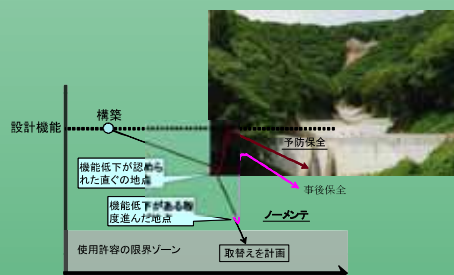 構築
設計機能
予防保全
機能低下が認めら
れた直ぐの地点
事後保全
機能低下がある程
度進んだ地点
ノーメンテ
使用許容の限界ゾーン
取替えを計画